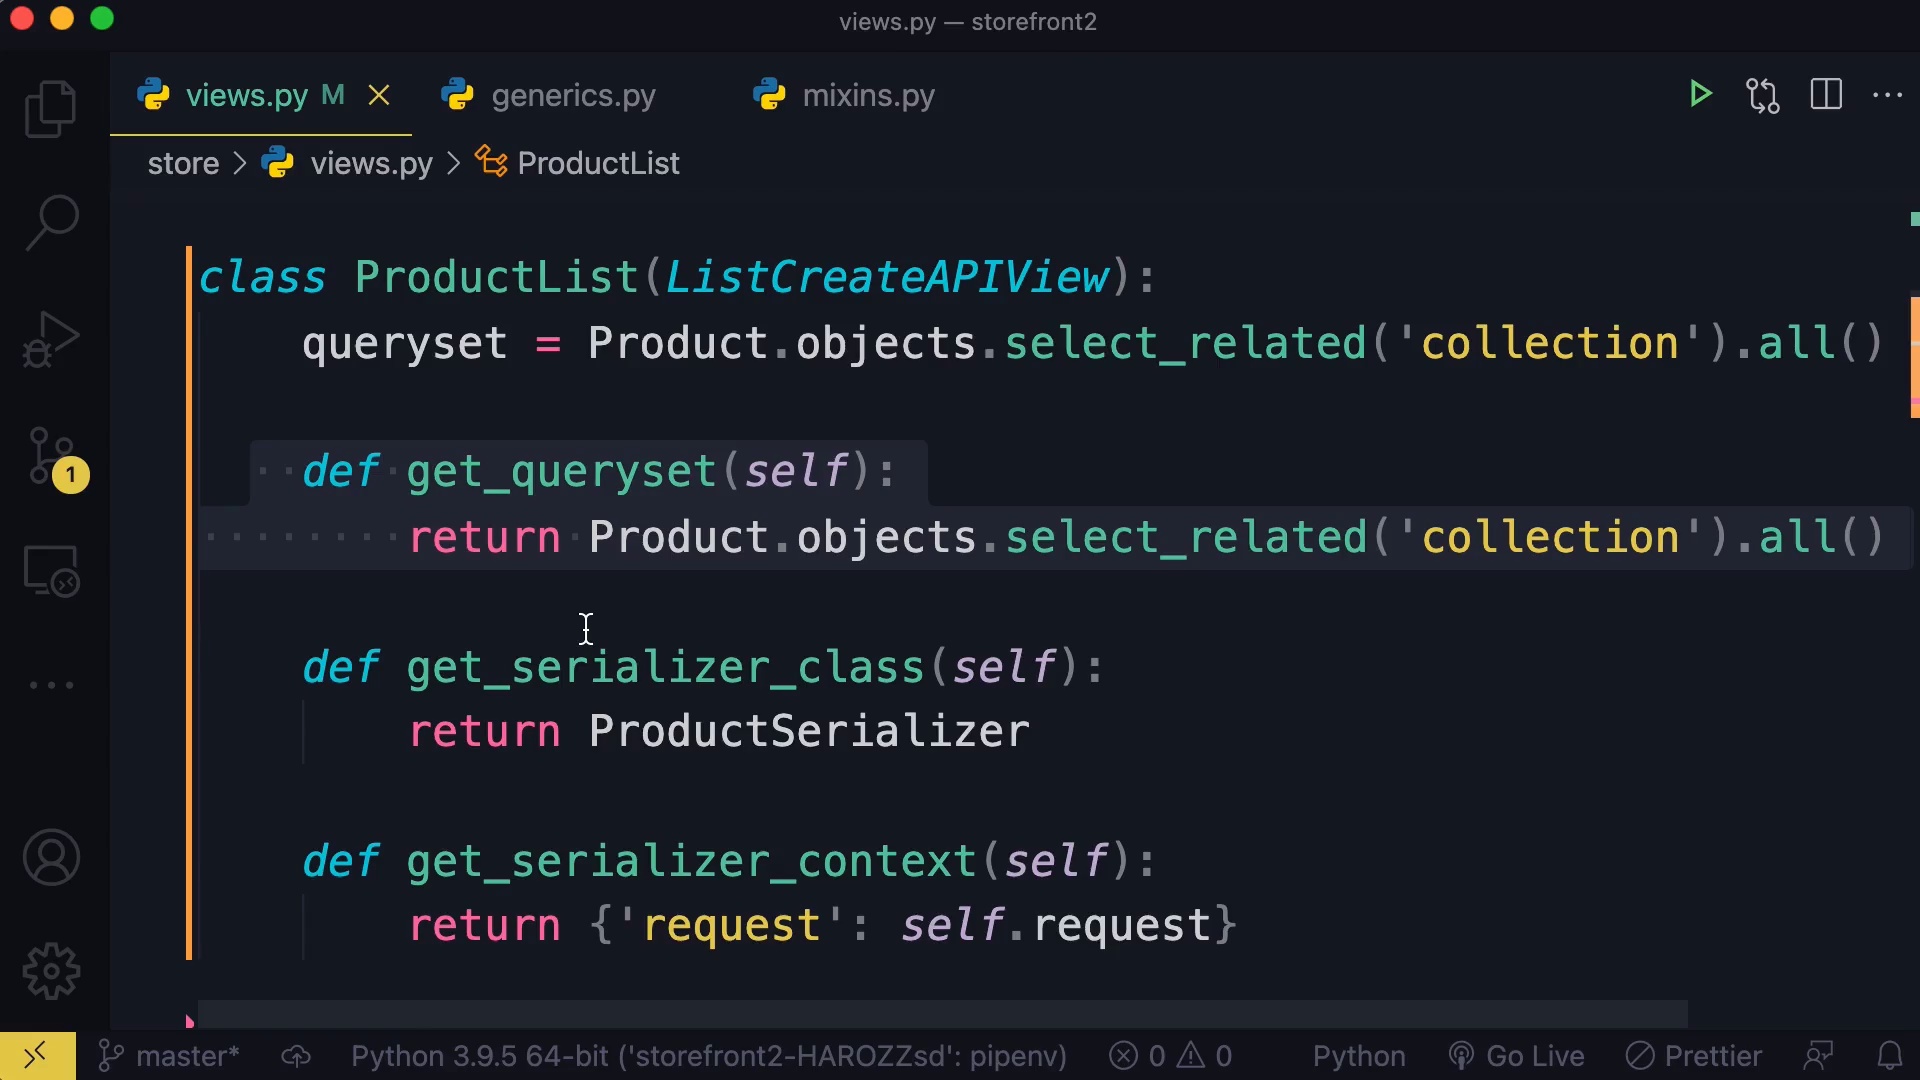 views.py — storefront2
views.py M
generics.py
mixins.py
store > views.py > ProductList
class ProductList(ListCreateAPIView):
queryset = Product.objects.select_related('collection').all()
def get_queryset(self):
return Product.objects.select_related('collection').all()
def get_serializer_class(self):
return ProductSerializer
def get_serializer_context(self):
return {'request': self.request}
1
master* Python 3.9.5 64-bit ('storefront2-HAROZZsd': pipenv) 0 0 Python Go Live Prettier